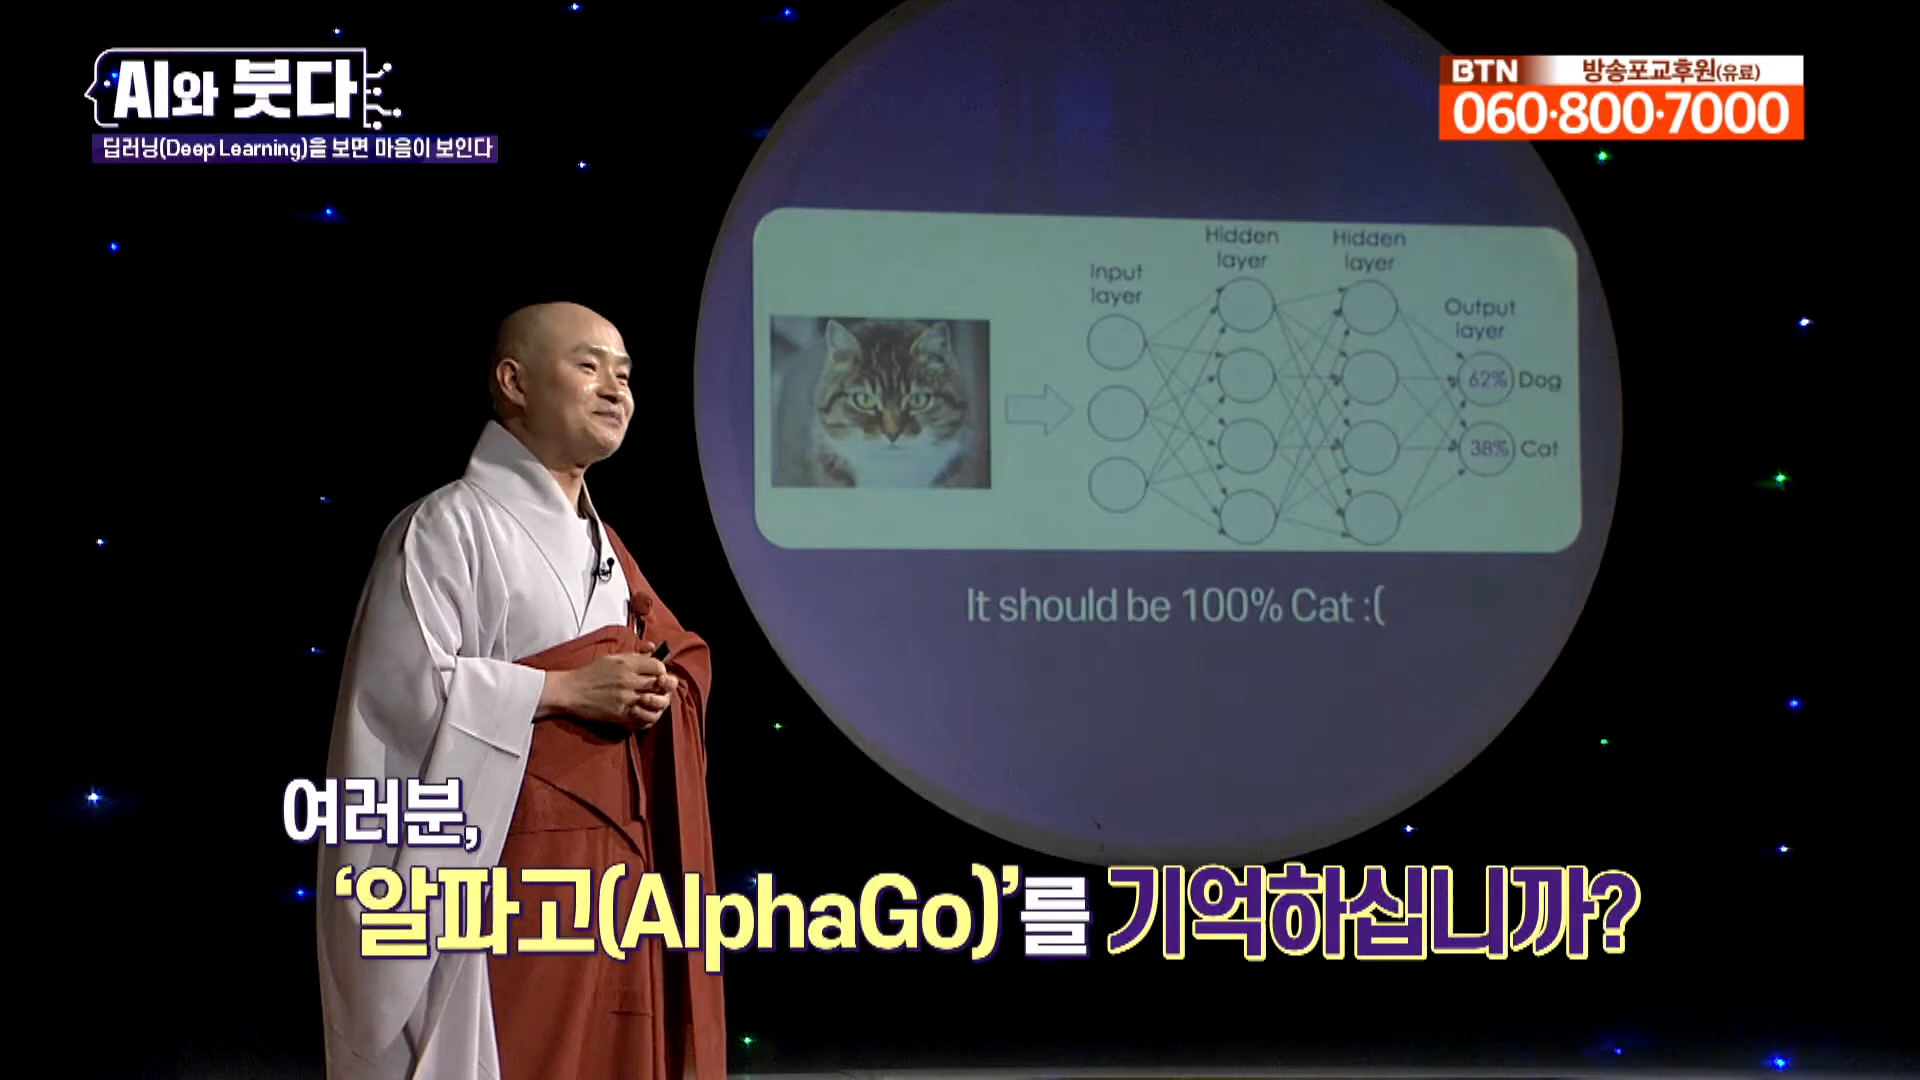 AI와 붓다
딥러닝(Deep Learning)을 보면 마음이 보인다
BTN 방송포교후원(유료)
060·800·7000
Input
layer
Hidden
layer
Hidden
layer
Output
layer
62% Dog
38% Cat
It should be 100% Cat :(
여러분,
‘알파고(AlphaGo)’를 기억하십니까?